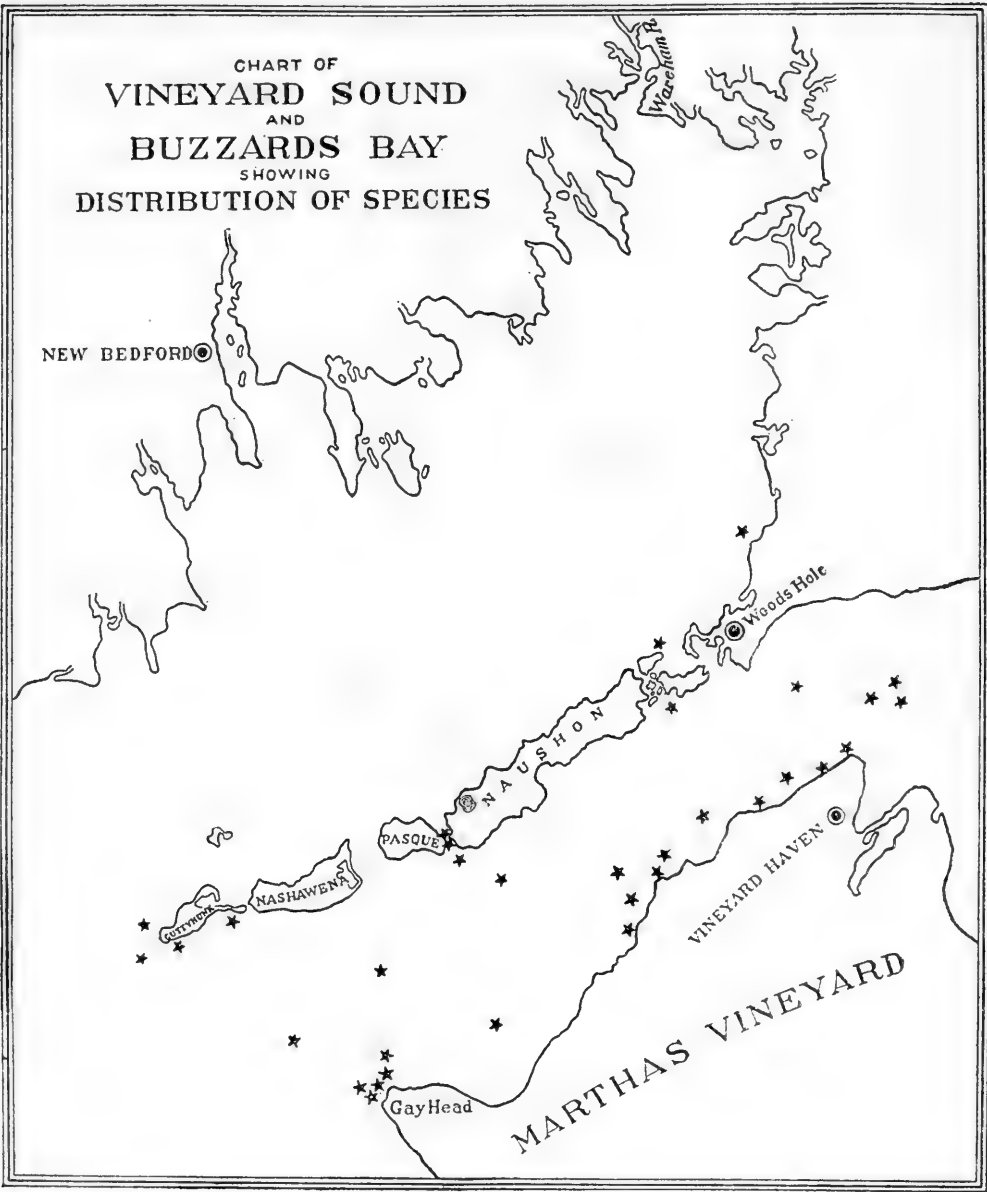 CHART OF
VINEYARD SOUND
AND
BUZZARDS BAY
SHOWING
DISTRIBUTION OF SPECIES
Wareham R.
NEW BEDFORD
Woods Hole
NAUSHON
PASQUE
NASHAWENA
CUTTYHUNK
VINEYARD HAVEN
MARTHAS VINEYARD
Gay Head